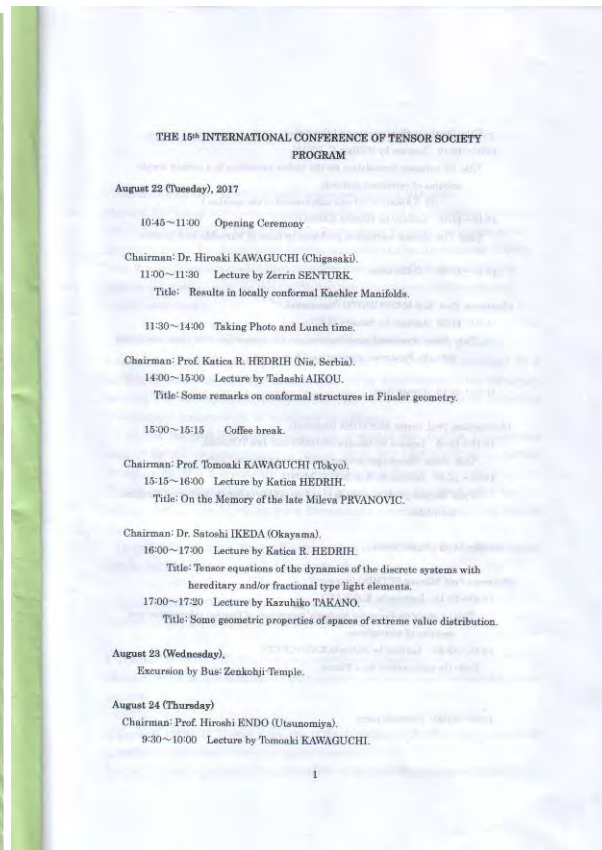 THE 15th INTERNATIONAL CONFERENCE OF TENSOR SOCIETY
PROGRAM
August 22 (Tuesday), 2017
10:45~11:00 Opening Ceremony
Chairman: Dr. Hiroaki KAWAGUCHI (Chigasaki).
11:00~11:30 Lecture by Zerrin SENTURK.
Title: Results in locally conformal Kaehler Manifolds.
11:30~14:00 Taking Photo and Lunch time.
Chairman: Prof. Katica R. HEDRIH (Nis, Serbia).
14:00~15:00 Lecture by Tadashi AIKOU.
Title: Some remarks on conformal structures in Finsler geometry.
15:00~15:15 Coffee break.
Chairman: Prof. Tomoaki KAWAGUCHI (Tokyo).
15:15~16:00 Lecture by Katica HEDRIH.
Title: On the Memory of the late Mileva PRVANOVIC.
Chairman: Dr. Satoshi IKEDA (Okayama).
16:00~17:00 Lecture by Katica R. HEDRIH.
Title: Tensor equations of the dynamics of the discrete systems with
hereditary and/or fractional type light elements.
17:00~17:20 Lecture by Kazuhiko TAKANO.
Title: Some geometric properties of spaces of extreme value distribution.
August 23 (Wednesday),
Excursion by Bus: Zenkohji-Temple.
August 24 (Thursday)
Chairman: Prof. Hiroshi ENDO (Utsunomiya).
9:30~10:00 Lecture by Tomoaki KAWAGUCHI.
1